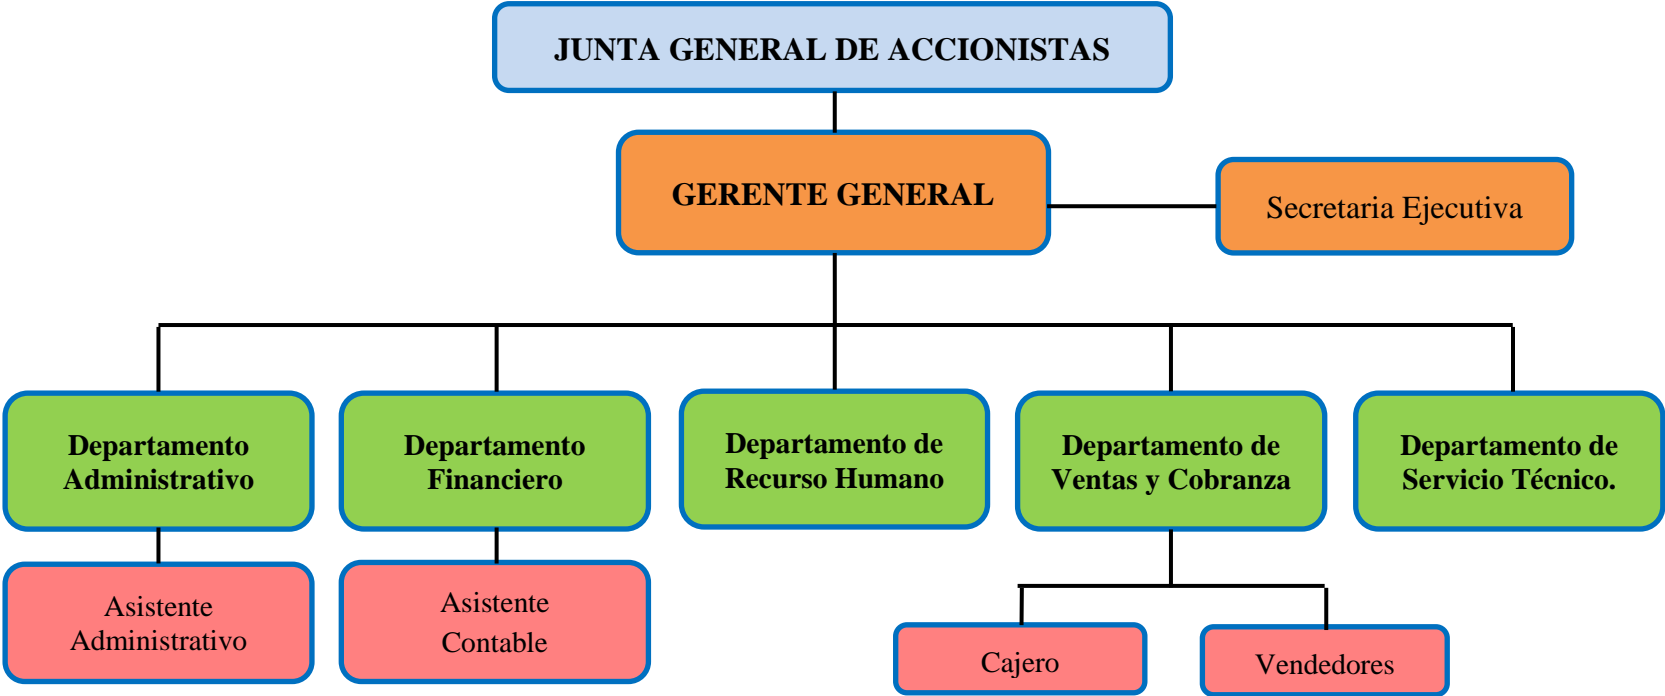 JUNTA GENERAL DE ACCIONISTAS
GERENTE GENERAL
Secretaria Ejecutiva
Departamento
Administrativo
Departamento
Financiero
Departamento de
Recurso Humano
Departamento de
Ventas y Cobranza
Departamento de
Servicio Técnico.
Asistente
Administrativo
Asistente
Contable
Cajero
Vendedores